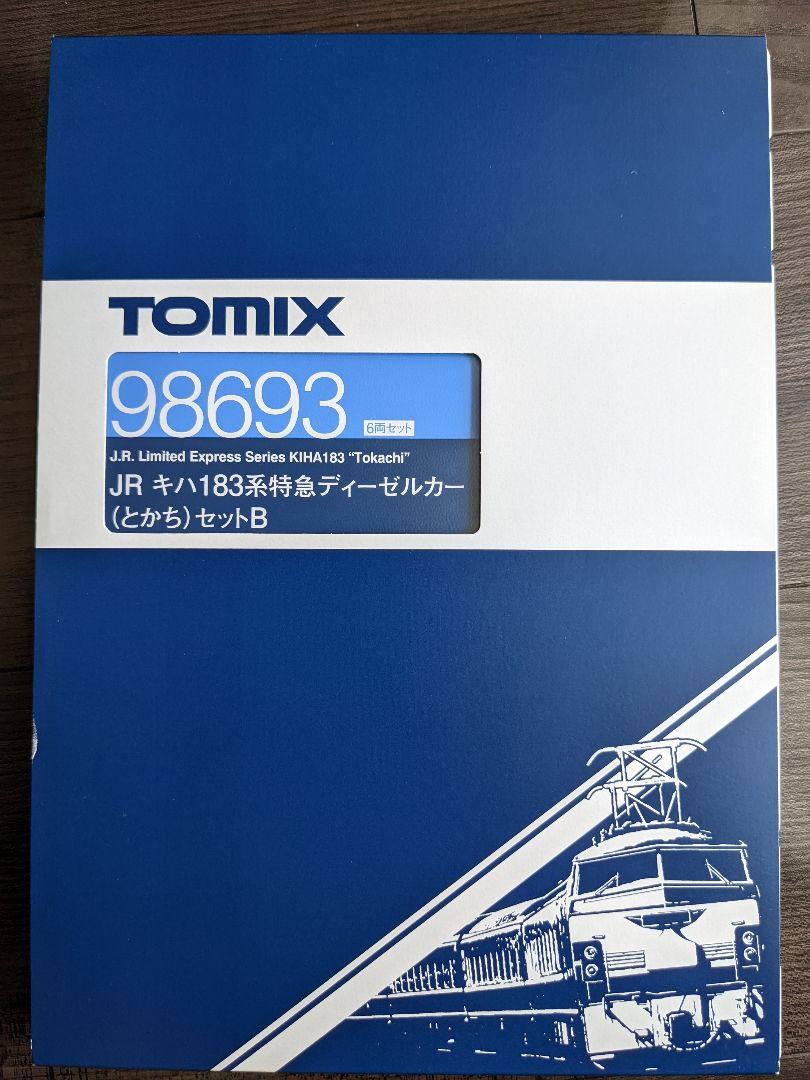 TOMIX
98693
6両セット
J.R. Limited Express Series KIHA183 “Tokachi”
JR キハ183系特急ディーゼルカー
(とかち)セットB